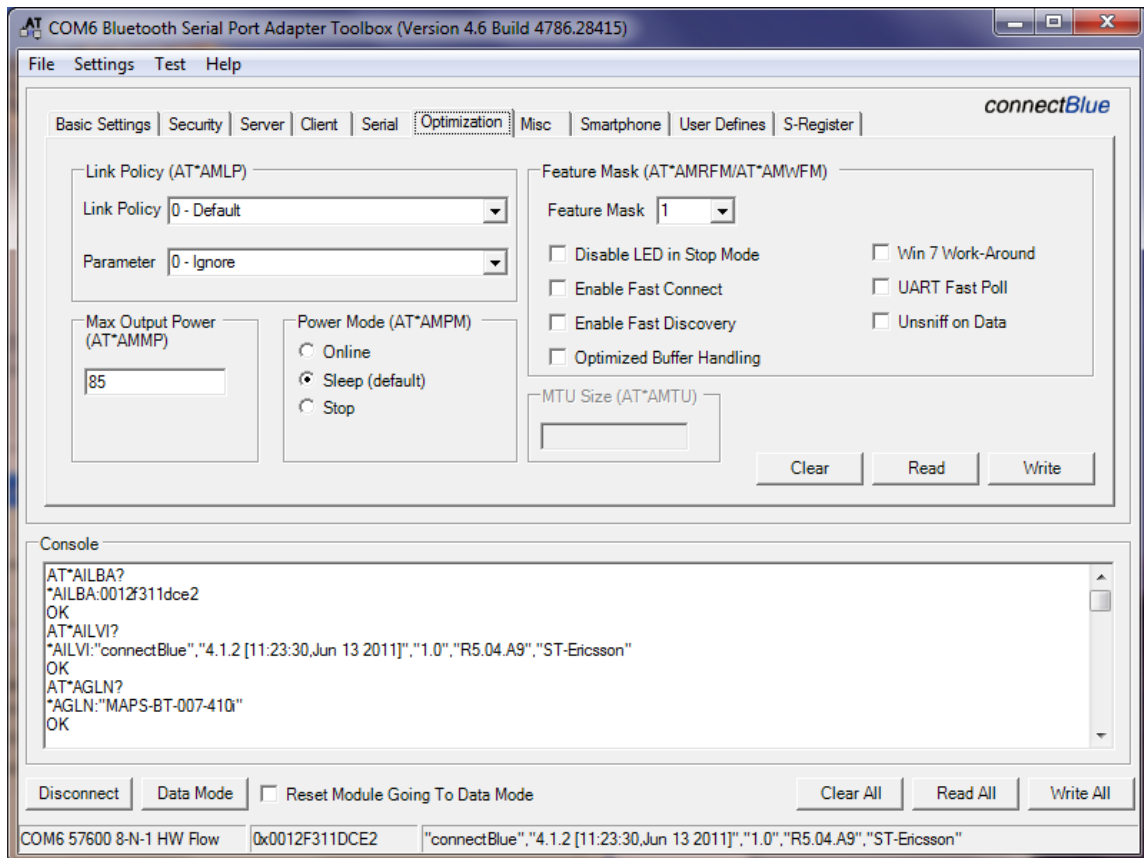 AT COM6 Bluetooth Serial Port Adapter Toolbox (Version 4.6 Build 4786.28415)
File Settings Test Help
connectBlue
Basic Settings Security Server Client Serial Optimization Misc Smartphone User Defines S-Register
Link Policy (AT*AMLP)
Link Policy 0 - Default
Parameter 0 - Ignore
Max Output Power
(AT*AMMP)
85
Power Mode (AT*AMPM)
Online
Sleep (default)
Stop
Feature Mask (AT*AMRFM/AT*AMWFM)
Feature Mask 1
Disable LED in Stop Mode
Enable Fast Connect
Enable Fast Discovery
Optimized Buffer Handling
Win 7 Work-Around
UART Fast Poll
Unsniff on Data
MTU Size (AT*AMTU)
Clear Read Write
Console
AT*AILBA?
*AILBA:0012f311dce2
OK
AT*AILVI?
*AILVI:"connectBlue","4.1.2 [11:23:30,Jun 13 2011]","1.0","R5.04.A9","ST-Ericsson"
OK
AT*AGLN?
*AGLN:"MAPS-BT-007-410i"
OK
Disconnect Data Mode Reset Module Going To Data Mode Clear All Read All Write All
COM6 57600 8-N-1 HW Flow 0x0012F311DCE2 "connectBlue","4.1.2 [11:23:30,Jun 13 2011]","1.0","R5.04.A9","ST-Ericsson"